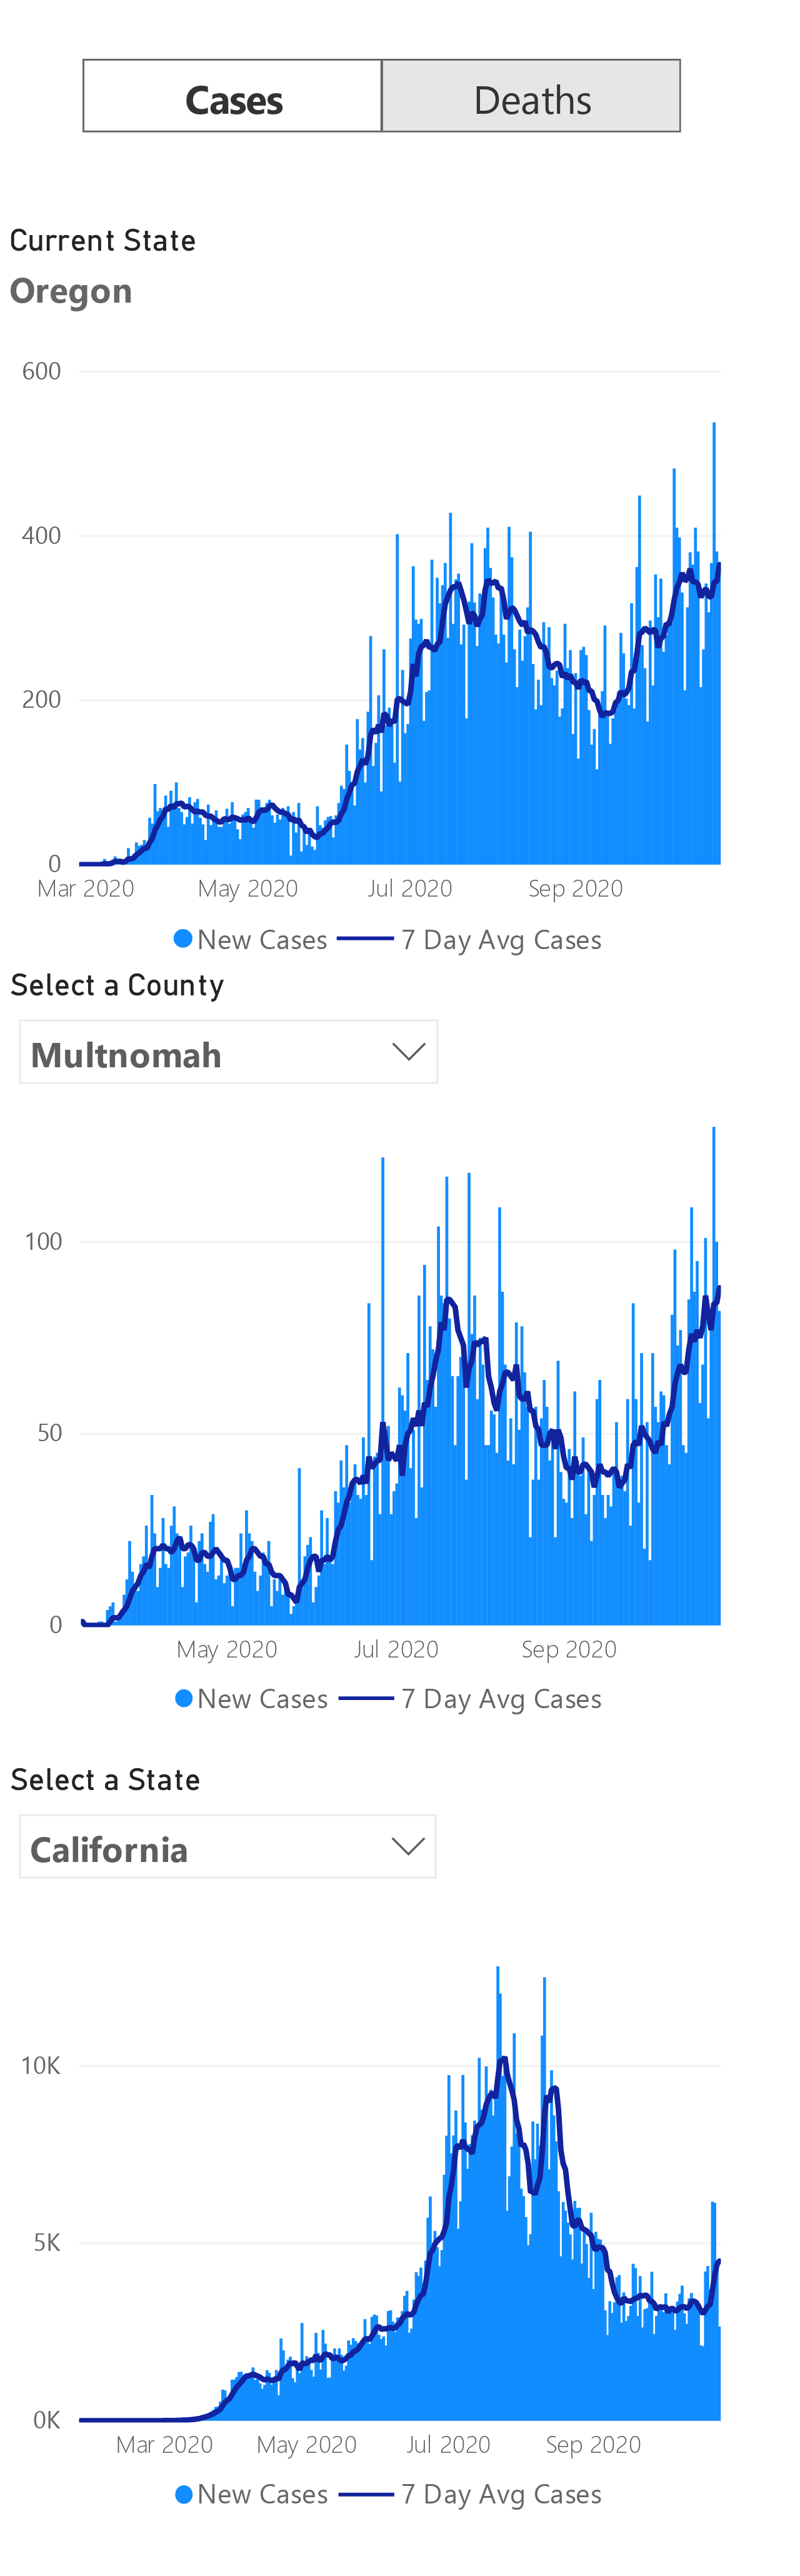 Cases Deaths
Current State
Oregon
600
400
200
0
Mar 2020 May 2020 Jul 2020 Sep 2020
New Cases 7 Day Avg Cases
Select a County
Multnomah
100
50
0
May 2020 Jul 2020 Sep 2020
New Cases 7 Day Avg Cases
Select a State
California
10K
5K
0K
Mar 2020 May 2020 Jul 2020 Sep 2020
New Cases 7 Day Avg Cases